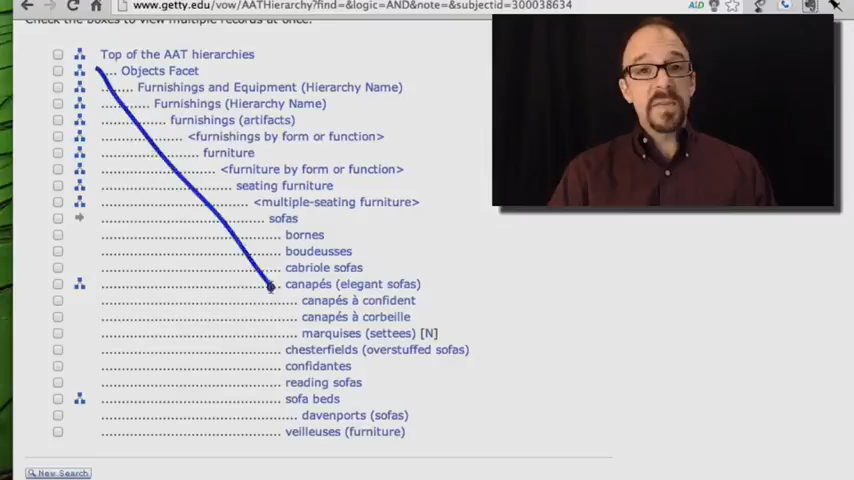 www.getty.edu/vow/AATHierarchy?find=&logic=AND&note=&subjectid=300038634
Check the boxes to view multiple records at once.
Top of the AAT hierarchies
.... Objects Facet
........ Furnishings and Equipment (Hierarchy Name)
............ Furnishings (Hierarchy Name)
................ furnishings (artifacts)
.................... <furnishings by form or function>
........................ furniture
............................ <furniture by form or function>
................................ seating furniture
.................................... <multiple-seating furniture>
........................................ sofas
............................................ bornes
............................................ boudeusses
............................................ cabriole sofas
............................................ canapés (elegant sofas)
................................................ canapés à confident
................................................ canapés à corbeille
................................................ marquises (settees) [N]
............................................ chesterfields (overstuffed sofas)
............................................ confidantes
............................................ reading sofas
............................................ sofa beds
................................................ davenports (sofas)
............................................ veilleuses (furniture)
New Search